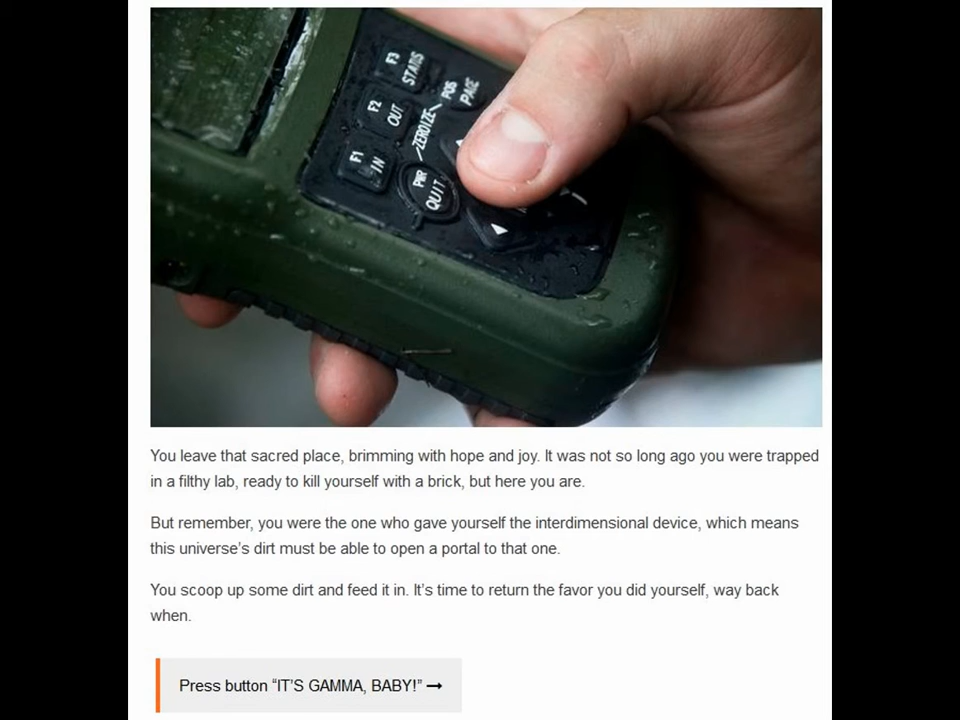 F3
STATS
POS
PAGE
F2
OUT
ZEROIZE
F1
IN
PWR
QUIT
You leave that sacred place, brimming with hope and joy. It was not so long ago you were trapped
in a filthy lab, ready to kill yourself with a brick, but here you are.
But remember, you were the one who gave yourself the interdimensional device, which means
this universe’s dirt must be able to open a portal to that one.
You scoop up some dirt and feed it in. It’s time to return the favor you did yourself, way back
when.
Press button “IT’S GAMMA, BABY!” →